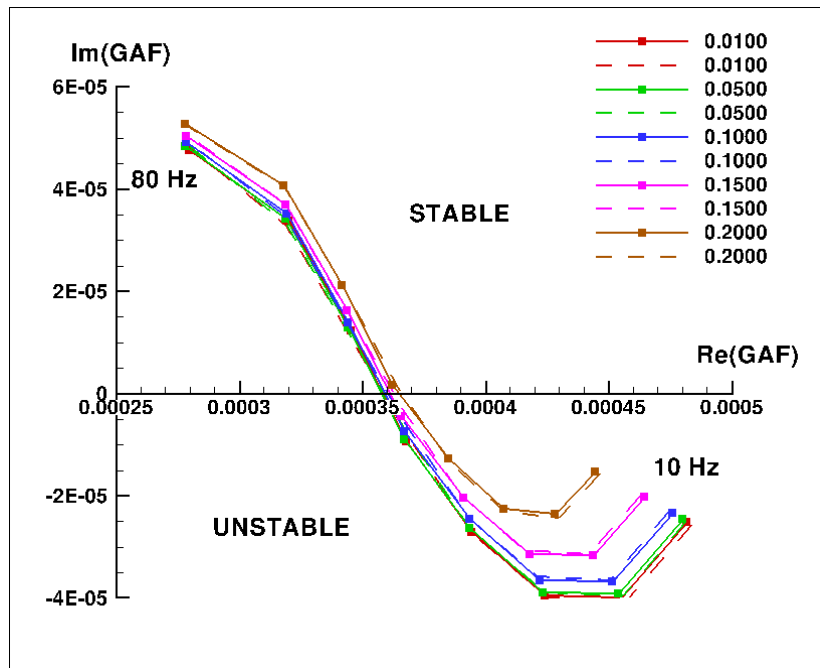 Im(GAF)
6E-05
4E-05
2E-05
0
-2E-05
-4E-05
80 Hz
STABLE
0.0100
0.0100
0.0500
0.0500
0.1000
0.1000
0.1500
0.1500
0.2000
0.2000
Re(GAF)
0.00025 0.0003 0.00035 0.0004 0.00045 0.0005
10 Hz
UNSTABLE